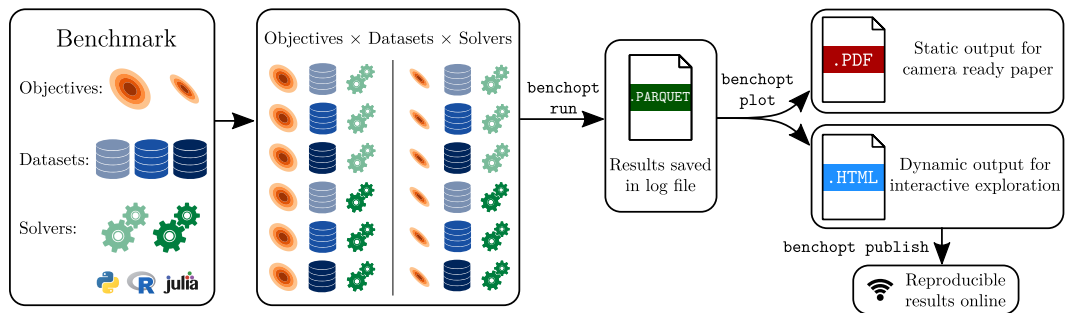 Benchmark
Objectives:
Datasets:
Solvers:
R
julia
Objectives × Datasets × Solvers
benchopt
run
.PARQUET
Results saved
in log file
benchopt
plot
.PDF
Static output for
camera ready paper
.HTML
Dynamic output for
interactive exploration
benchopt publish
Reproducible
results online